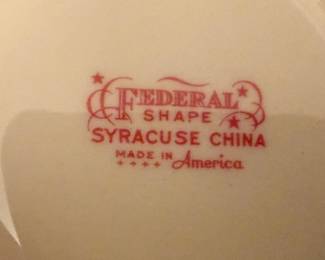 FEDERAL
SHAPE
SYRACUSE CHINA
MADE IN America